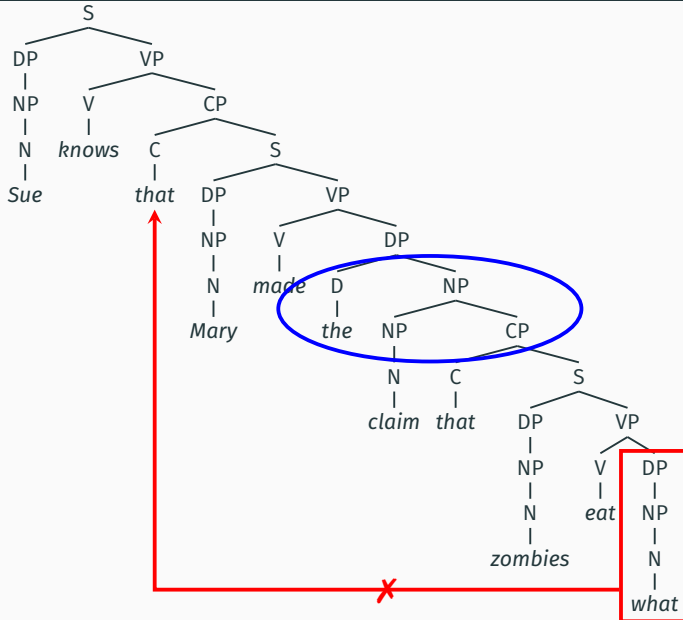 S
DP VP
NP V CP
N knows C S
Sue that DP VP
NP V DP
N made D NP
Mary the NP CP
N C S
claim that DP VP
NP V DP
N eat NP
zombies N
✗ what